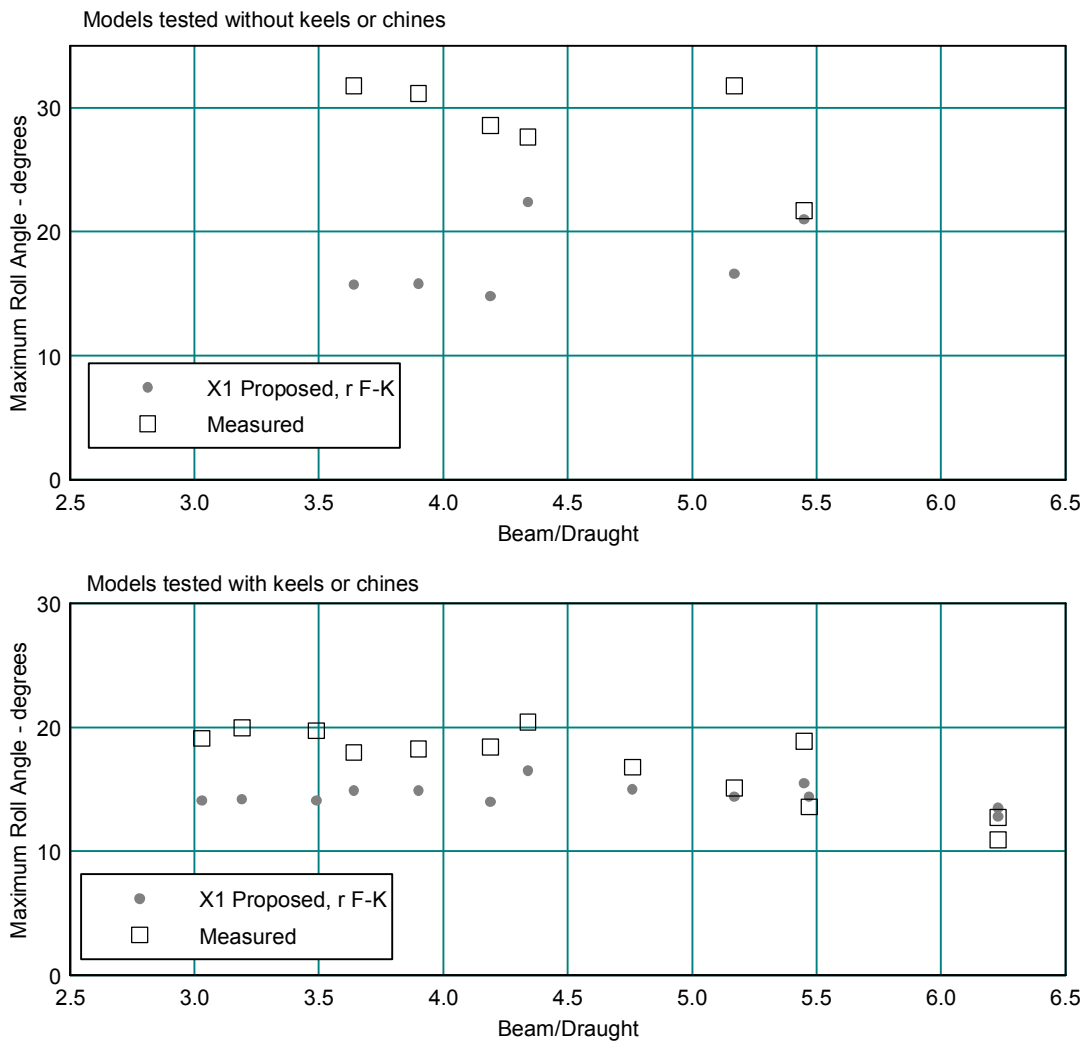 Models tested without keels or chines
Maximum Roll Angle - degrees
30
20
10
0
X1 Proposed, r F-K
Measured
2.5 3.0 3.5 4.0 4.5 5.0 5.5 6.0 6.5
Beam/Draught
Models tested with keels or chines
Maximum Roll Angle - degrees
30
20
10
0
X1 Proposed, r F-K
Measured
2.5 3.0 3.5 4.0 4.5 5.0 5.5 6.0 6.5
Beam/Draught